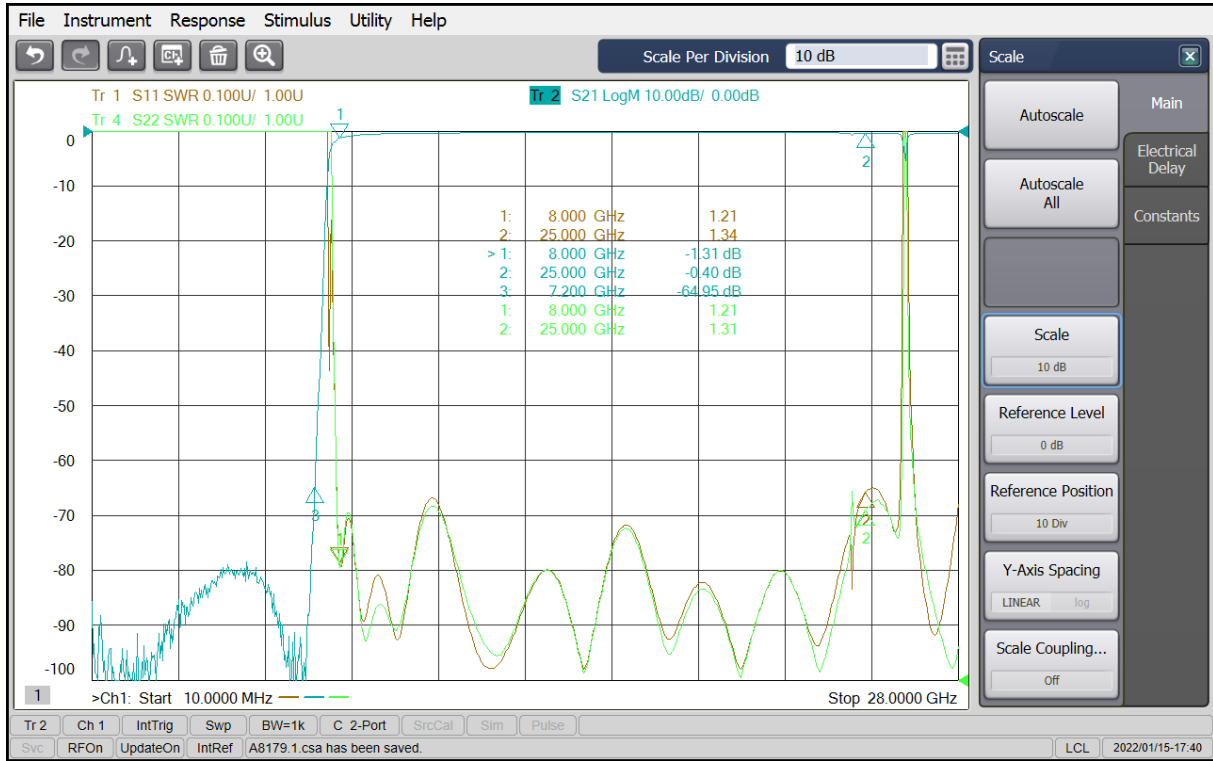 File Instrument Response Stimulus Utility Help
Scale Per Division 10 dB
Scale
Tr 1 S11 SWR 0.100U/ 1.00U
Tr 2 S21 LogM 10.00dB/ 0.00dB
Tr 4 S22 SWR 0.100U/ 1.00U
1
2
0
-10
-20
-30
-40
-50
-60
-70
-80
-90
-100
1: 8.000 GHz 1.21
2: 25.000 GHz 1.34
> 1: 8.000 GHz -1.31 dB
2: 25.000 GHz -0.40 dB
3: 7.200 GHz -64.95 dB
1: 8.000 GHz 1.21
2: 25.000 GHz 1.31
3
1
2
2
1 >Ch1: Start 10.0000 MHz Stop 28.0000 GHz
Autoscale
Autoscale
All
Scale
10 dB
Reference Level
0 dB
Reference Position
10 Div
Y-Axis Spacing
LINEAR log
Scale Coupling...
Off
Main
Electrical
Delay
Constants
Tr 2 Ch 1 IntTrig Swp BW=1k C 2-Port SrcCal Sim Pulse
Svc RFOn UpdateOn IntRef A8179.1.csa has been saved. LCL 2022/01/15-17:40